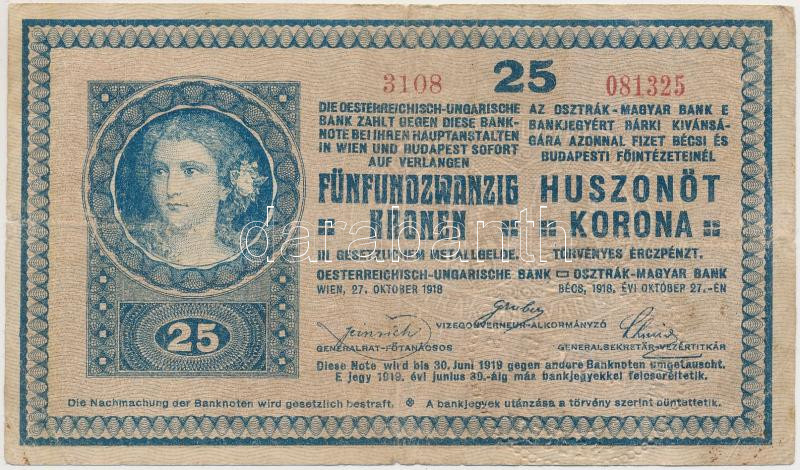 3108 25 081325
DIE OESTERREICHISCH-UNGARISCHE
BANK ZAHLT GEGEN DIESE BANK-
NOTE BEI IHREN HAUPTANSTALTEN
IN WIEN UND BUDAPEST SOFORT
AUF VERLANGEN
FÜNFUNDZWANZIG
KRONEN
IN GESETZLICHEM METALLGELDE.
OESTERREICHISCH-UNGARISCHE BANK
WIEN, 27. OKTOBER 1918
AZ OSZTRÁK-MAGYAR BANK E
BANKJEGYÉRT BÁRKI KIVÁNSÁ-
GÁRA AZONNAL FIZET BÉCSI ÉS
BUDAPESTI FŐINTÉZETEINÉL
HUSZONÖT
KORONA
TÖRVÉNYES ÉRCZPÉNZT.
OSZTRÁK-MAGYAR BANK
BÉCS, 1918. ÉVI OKTÓBER 27.-ÉN
Gruber
VIZEGOUVERNEUR-ALKORMÁNYZÓ
GENERALRAT-FŐTANÁCSOS
GENERALSEKRETÄR-VEZÉRTITKÁR
Diese Note wird bis 30. Juni 1919 gegen andere Banknoten umgetauscht.
E jegy 1919. évi junius 30.-áig más bankjegyekkel felcseréltetik.
25
Die Nachmachung der Banknoten wird gesetzlich bestraft.
A bankjegyek utánzása a törvény szerint büntettetik.
darabanth